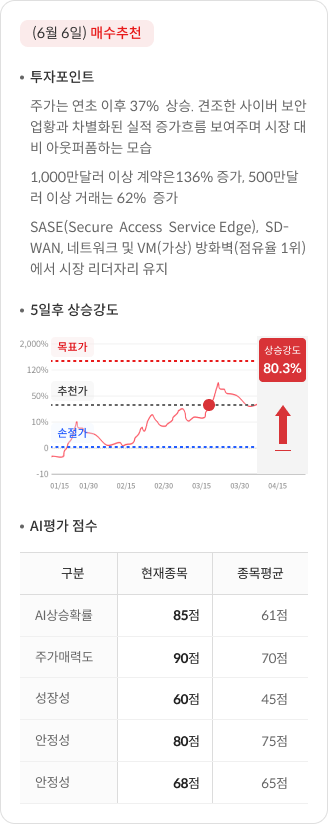 (6월 6일) 매수추천
• 투자포인트
주가는 연초 이후 37% 상승. 견조한 사이버 보안
업황과 차별화된 실적 증가흐름 보여주며 시장 대
비 아웃퍼폼하는 모습
1,000만달러 이상 계약은136% 증가, 500만달
러 이상 거래는 62% 증가
SASE(Secure Access Service Edge), SD-
WAN, 네트워크 및 VM(가상) 방화벽(점유율 1위)
에서 시장 리더자리 유지
• 5일후 상승강도
2,000%
목표가
상승강도
80.3%
120%
추천가
50%
10%
손절가
0
-10
01/15 01/30 02/15 02/30 03/15 03/30 04/15
• AI평가 점수
구분 현재종목 종목평균
AI상승확률 85점 61점
주가매력도 90점 70점
성장성 60점 45점
안정성 80점 75점
안정성 68점 65점